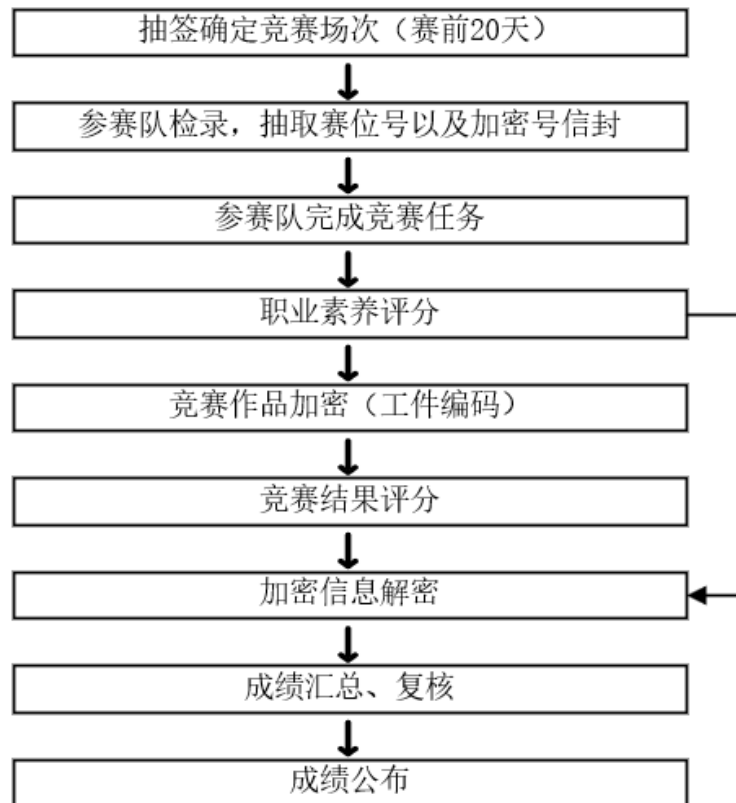 抽签确定竞赛场次（赛前20天）
参赛队检录，抽取赛位号以及加密号信封
参赛队完成竞赛任务
职业素养评分
竞赛作品加密（工件编码）
竞赛结果评分
加密信息解密
成绩汇总、复核
成绩公布